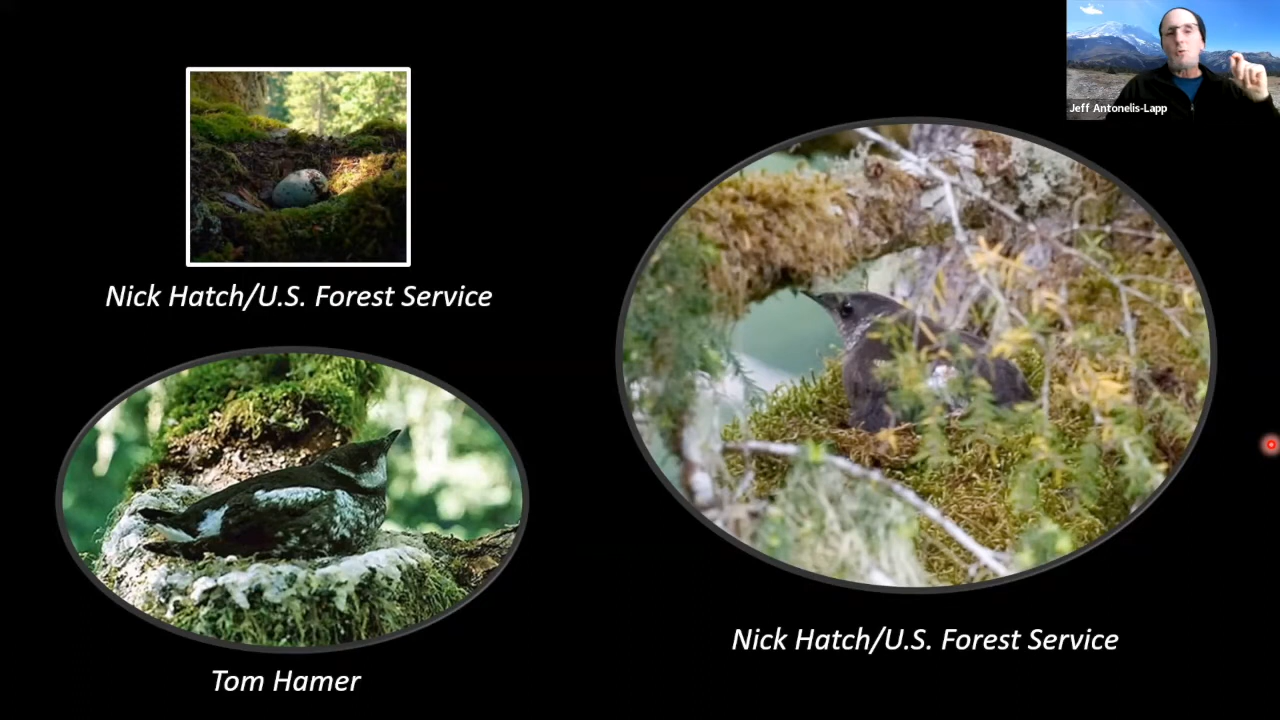 Jeff Antonelis-Lapp
Nick Hatch/U.S. Forest Service
Tom Hamer
Nick Hatch/U.S. Forest Service